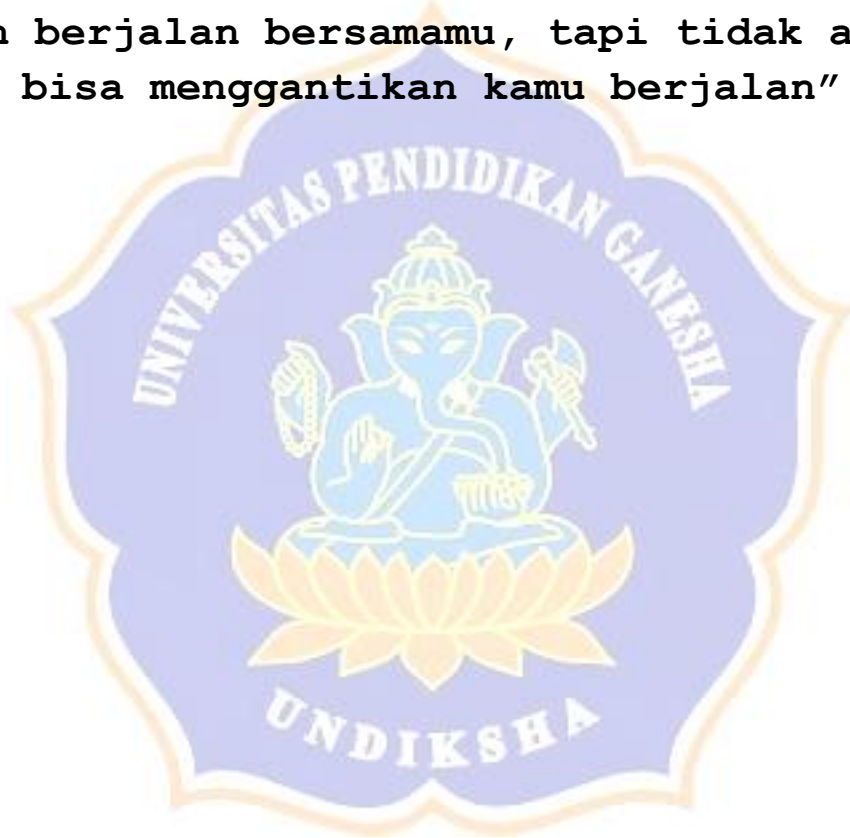 berjalan bersamamu, tapi tidak
bisa menggantikan kamu berjalan”
UNIVERSITAS PENDIDIKAN GANESHA
UNDIKSHA